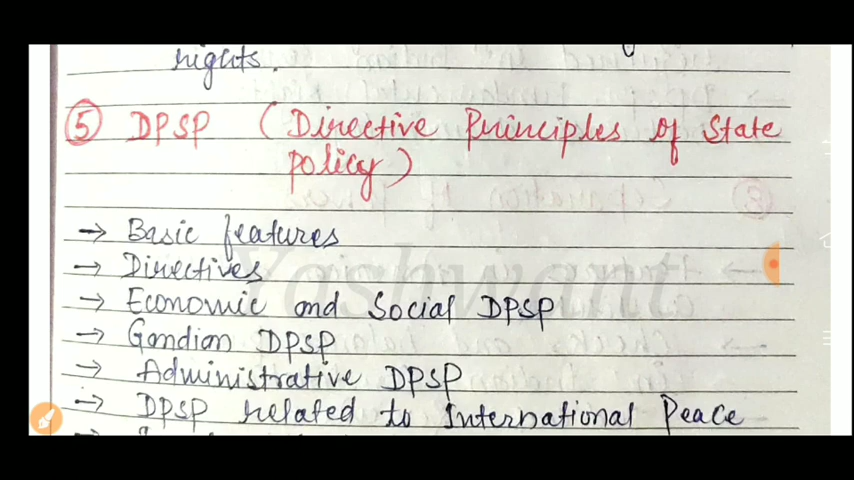 rights.
⑤ DPSP (Directive Principles of State
policy)
→ Basic features
→ Directives
→ Economic and Social DPSP
→ Gandian DPSP
→ Administrative DPSP
→ DPSP related to International Peace
Yashwant